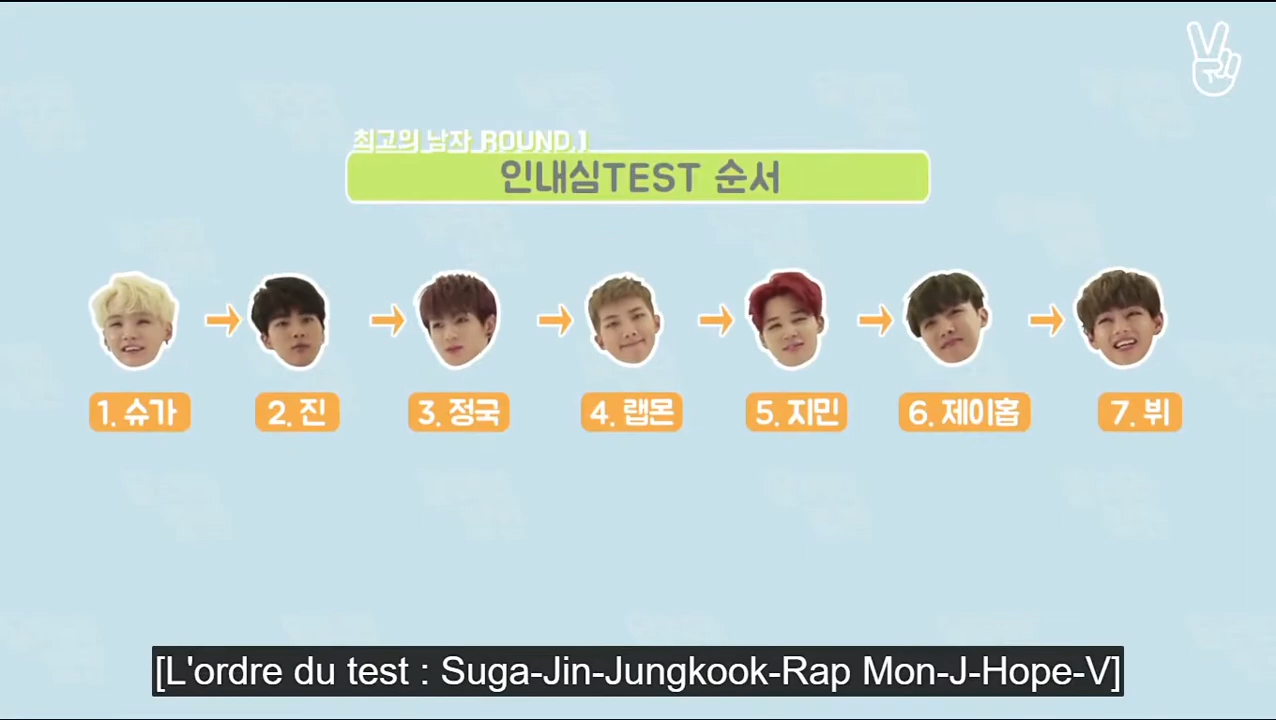 최고의 남자 ROUND.1
인내심TEST 순서
1. 슈가
2. 진
3. 정국
4. 랩몬
5. 지민
6. 제이홉
7. 뷔
[L'ordre du test : Suga-Jin-Jungkook-Rap Mon-J-Hope-V]